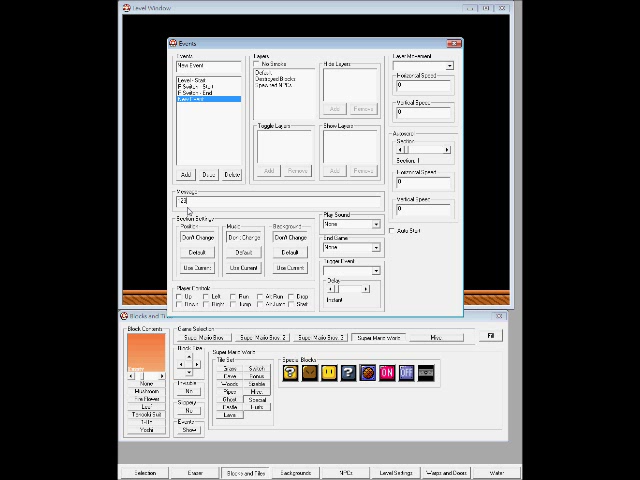 Level Window
Events
Events
New Event
Level - Start
P Switch - Start
P Switch - End
New Event
Add
Delete
Layers
No Smoke
Default
Destroyed Blocks
Spawned NPCs
Hide Layers
Add
Remove
Toggle Layers
Add
Remove
Show Layers
Add
Remove
Layer Movement
Horizontal Speed
0
Vertical Speed
0
Autoscroll
Section
Section: 1
Horizontal Speed
0
Vertical Speed
0
Auto Start
Message
Section Settings
Position
Don't Change
Default
Use Current
Music
Don't Change
Default
Use Current
Background
Don't Change
Default
Use Current
Play Sound
None
End Game
None
Trigger Event
Delay
Instant
Player Controls
Up
Left
Run
Alt Run
Drop
Down
Right
Jump
Alt Jump
Start
Blocks and Tiles
Block Contents
Empty
None
Mushroom
Fire Flower
Leaf
Tanooki Suit
1-Up
Yoshi
Game Selection
Super Mario Bros.
Super Mario Bros. 2
Super Mario Bros. 3
Super Mario World
Misc.
Fill
Block Size
Invisible
No
Slippery
No
Events
Show
Super Mario World
Tile Set
Grass
Switch
Cave
Bonus
Woods
Sizable
Pipes
Misc.
Ghost
Special
Castle
Lava
Special Blocks
ON
OFF
Selection
Eraser
Blocks and Tiles
Backgrounds
NPCs
Level Settings
Warps and Doors
Water